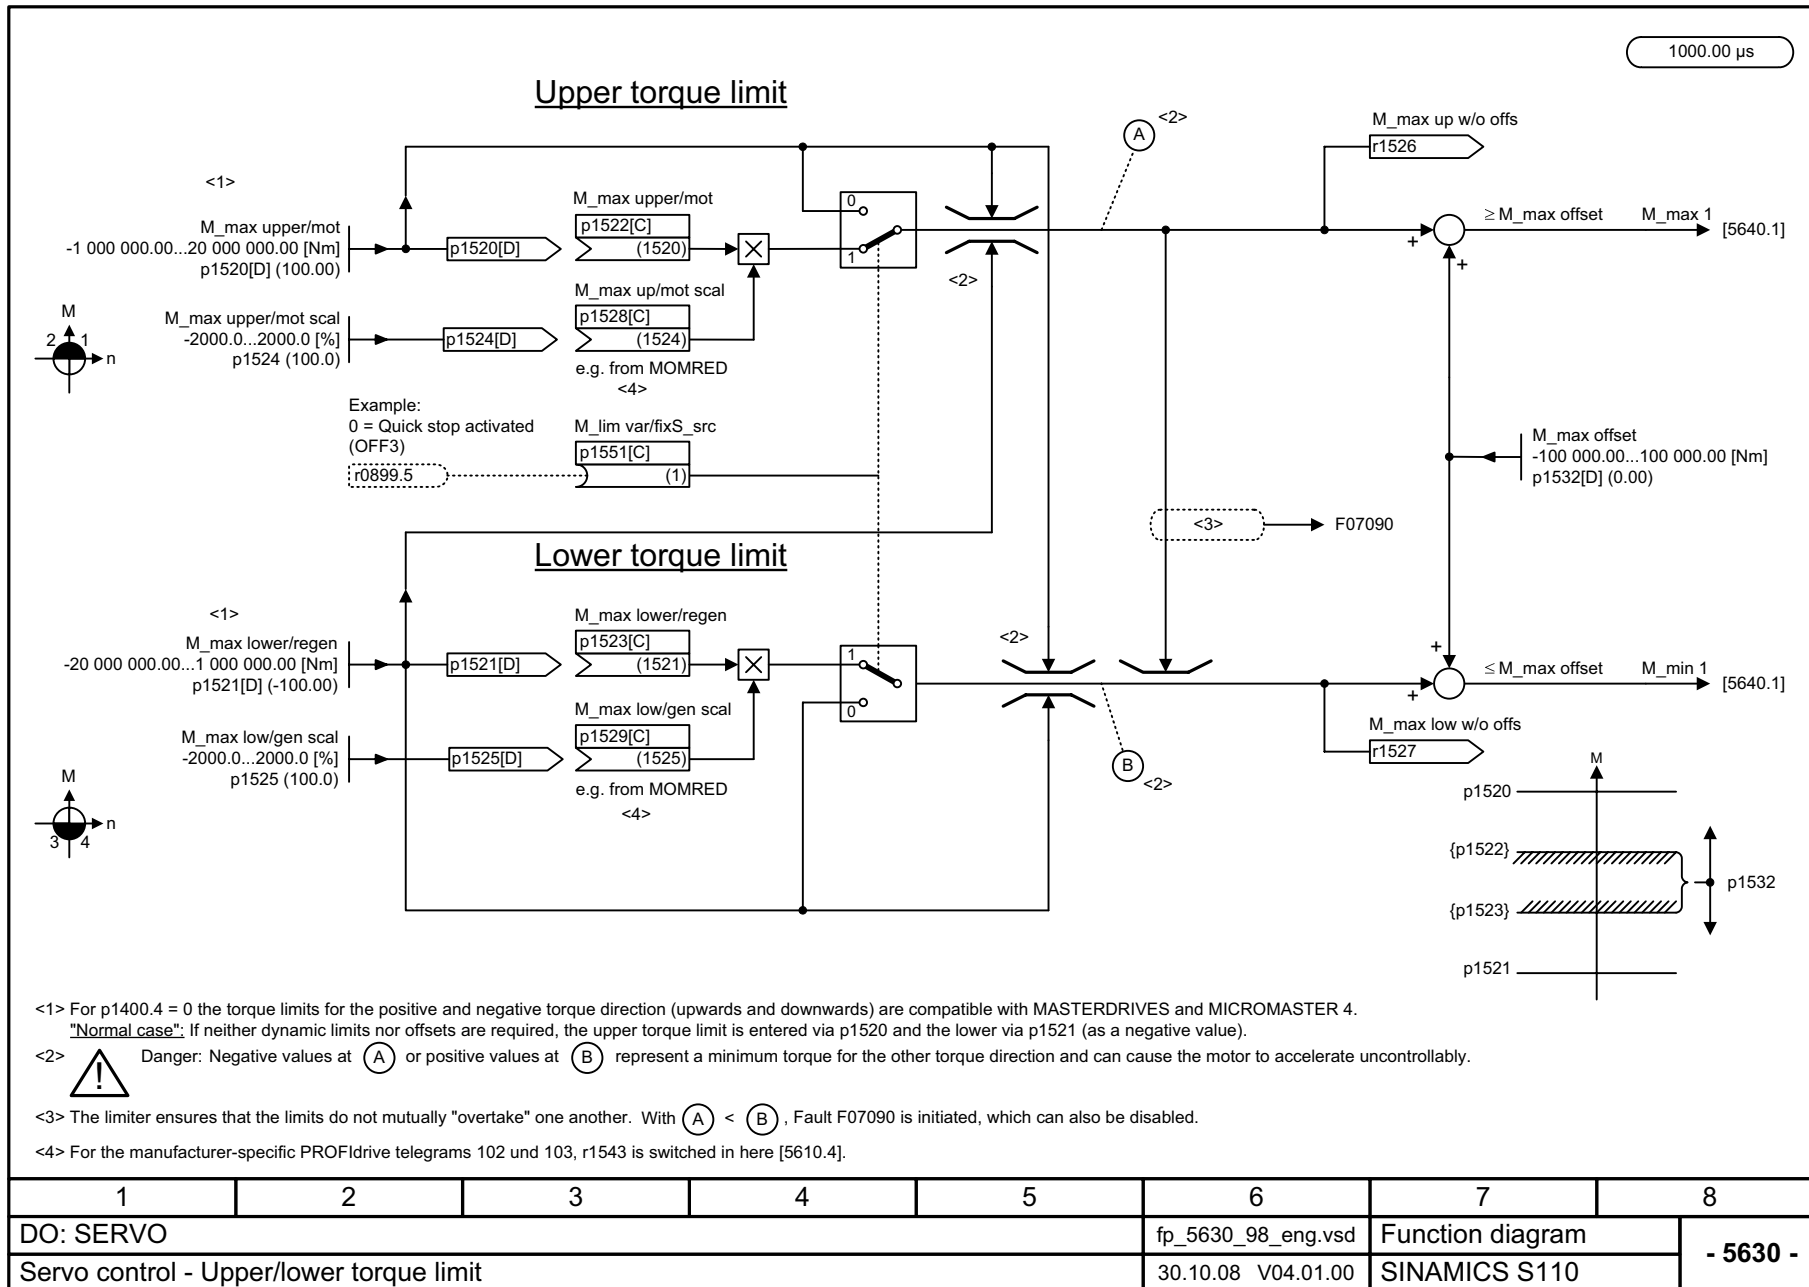 1000.00 µs
Upper torque limit
<1>
M_max upper/mot
-1 000 000.00...20 000 000.00 [Nm]
p1520[D] (100.00)
p1520[D]
M_max upper/mot
p1522[C]
(1520)
M
2 1
n
M_max upper/mot scal
-2000.0...2000.0 [%]
p1524 (100.0)
p1524[D]
M_max up/mot scal
p1528[C]
(1524)
e.g. from MOMRED
<4>
0
1
<2>
A <2>
M_max up w/o offs
r1526
+
+
≥ M_max offset
M_max 1
[5640.1]
Example:
0 = Quick stop activated
(OFF3)
r0899.5
M_lim var/fixS_src
p1551[C]
(1)
M_max offset
-100 000.00...100 000.00 [Nm]
p1532[D] (0.00)
<3>
F07090
Lower torque limit
<1>
M_max lower/regen
-20 000 000.00...1 000 000.00 [Nm]
p1521[D] (-100.00)
p1521[D]
M_max lower/regen
p1523[C]
(1521)
M_max low/gen scal
-2000.0...2000.0 [%]
p1525 (100.0)
p1525[D]
M_max low/gen scal
p1529[C]
(1525)
e.g. from MOMRED
<4>
M
n
3 4
1
0
<2>
B <2>
+
+
≤ M_max offset
M_min 1
[5640.1]
M_max low w/o offs
r1527
M
p1520
{p1522}
p1532
{p1523}
p1521
<1> For p1400.4 = 0 the torque limits for the positive and negative torque direction (upwards and downwards) are compatible with MASTERDRIVES and MICROMASTER 4.
"Normal case": If neither dynamic limits nor offsets are required, the upper torque limit is entered via p1520 and the lower via p1521 (as a negative value).
<2> ! Danger: Negative values at A or positive values at B represent a minimum torque for the other torque direction and can cause the motor to accelerate uncontrollably.
<3> The limiter ensures that the limits do not mutually "overtake" one another. With A < B , Fault F07090 is initiated, which can also be disabled.
<4> For the manufacturer-specific PROFIdrive telegrams 102 und 103, r1543 is switched in here [5610.4].
1 2 3 4 5 6 7 8
DO: SERVO
fp_5630_98_eng.vsd
Function diagram
- 5630 -
Servo control - Upper/lower torque limit
30.10.08 V04.01.00
SINAMICS S110